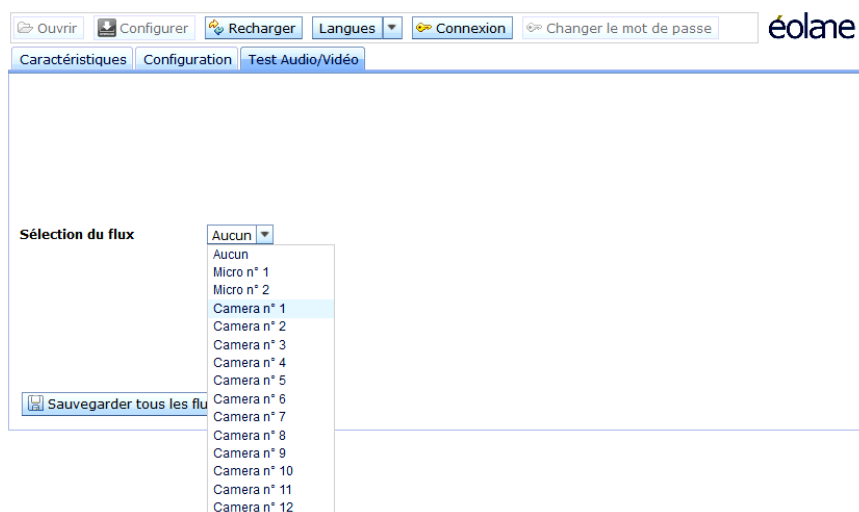 Ouvrir Configurer Recharger Langues Connexion Changer le mot de passe éolane
Caractéristiques Configuration Test Audio/Vidéo
Sélection du flux Aucun
Aucun
Micro n° 1
Micro n° 2
Camera n° 1
Camera n° 2
Camera n° 3
Camera n° 4
Camera n° 5
Camera n° 6
Camera n° 7
Camera n° 8
Camera n° 9
Camera n° 10
Camera n° 11
Camera n° 12
Sauvegarder tous les flu